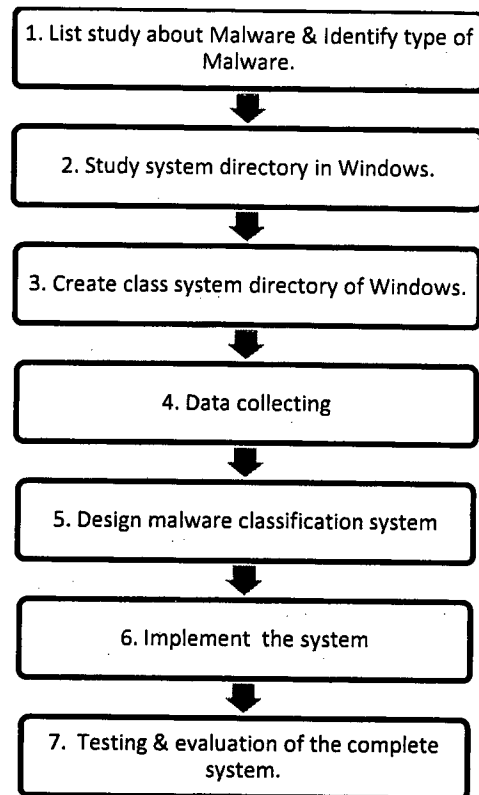 1. List study about Malware & Identify type of
Malware.
2. Study system directory in Windows.
3. Create class system directory of Windows.
4. Data collecting
5. Design malware classification system
6. Implement the system
7. Testing & evaluation of the complete
system.